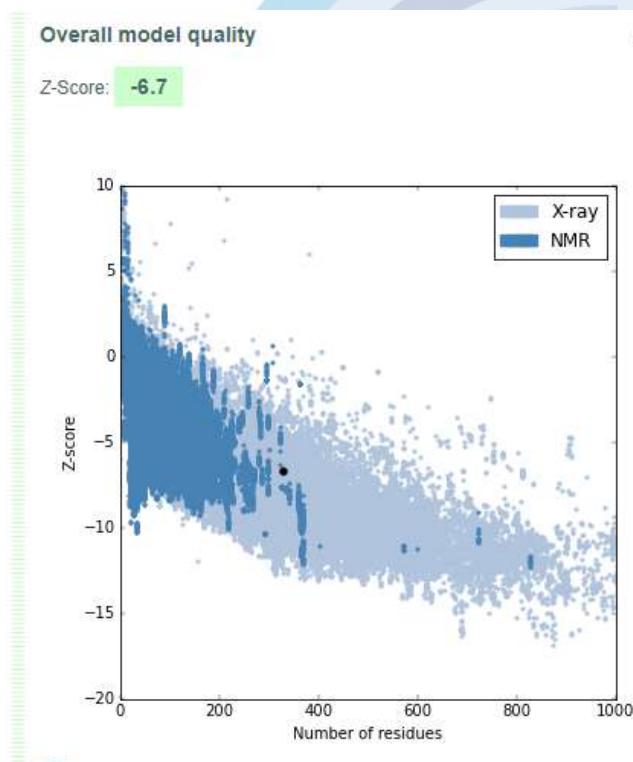 Overall model quality
Z-Score: -6.7
10
5
0
−5
−10
−15
−20
Z-score
X-ray
NMR
0 200 400 600 800 1000
Number of residues